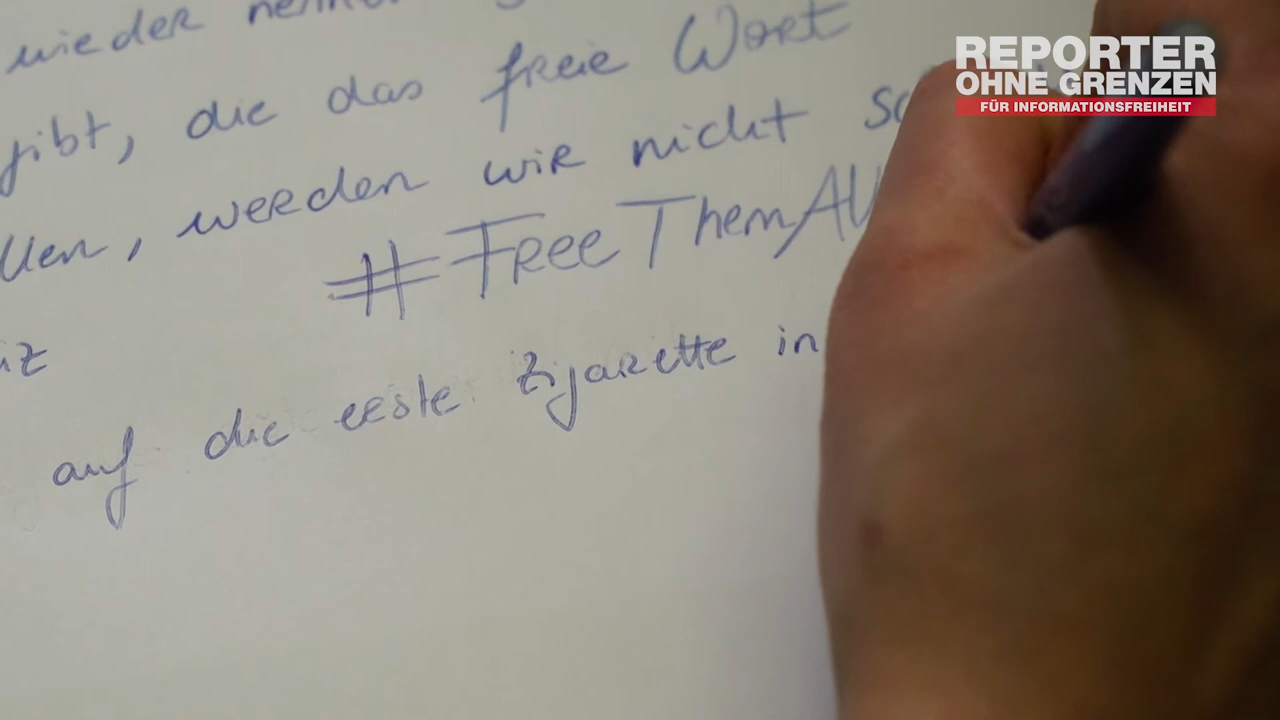 REPORTER
OHNE GRENZEN
FÜR INFORMATIONSFREIHEIT
wieder
gibt, die das freie Wort
llen, werden wir nicht
#FreeThemAll
auf die erste Zigarette in